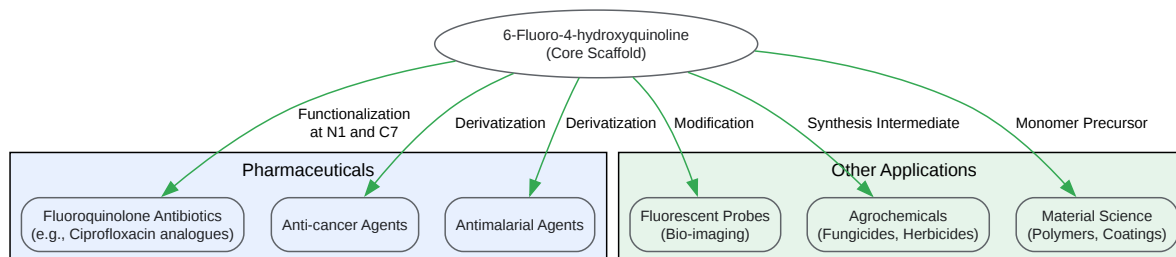 6-Fluoro-4-hydroxyquinoline
(Core Scaffold)
Functionalization
at N1 and C7
Derivatization
Derivatization
Modification
Synthesis Intermediate
Monomer Precursor
Pharmaceuticals
Other Applications
Fluoroquinolone Antibiotics
(e.g., Ciprofloxacin analogues)
Anti-cancer Agents
Antimalarial Agents
Fluorescent Probes
(Bio-imaging)
Agrochemicals
(Fungicides, Herbicides)
Material Science
(Polymers, Coatings)